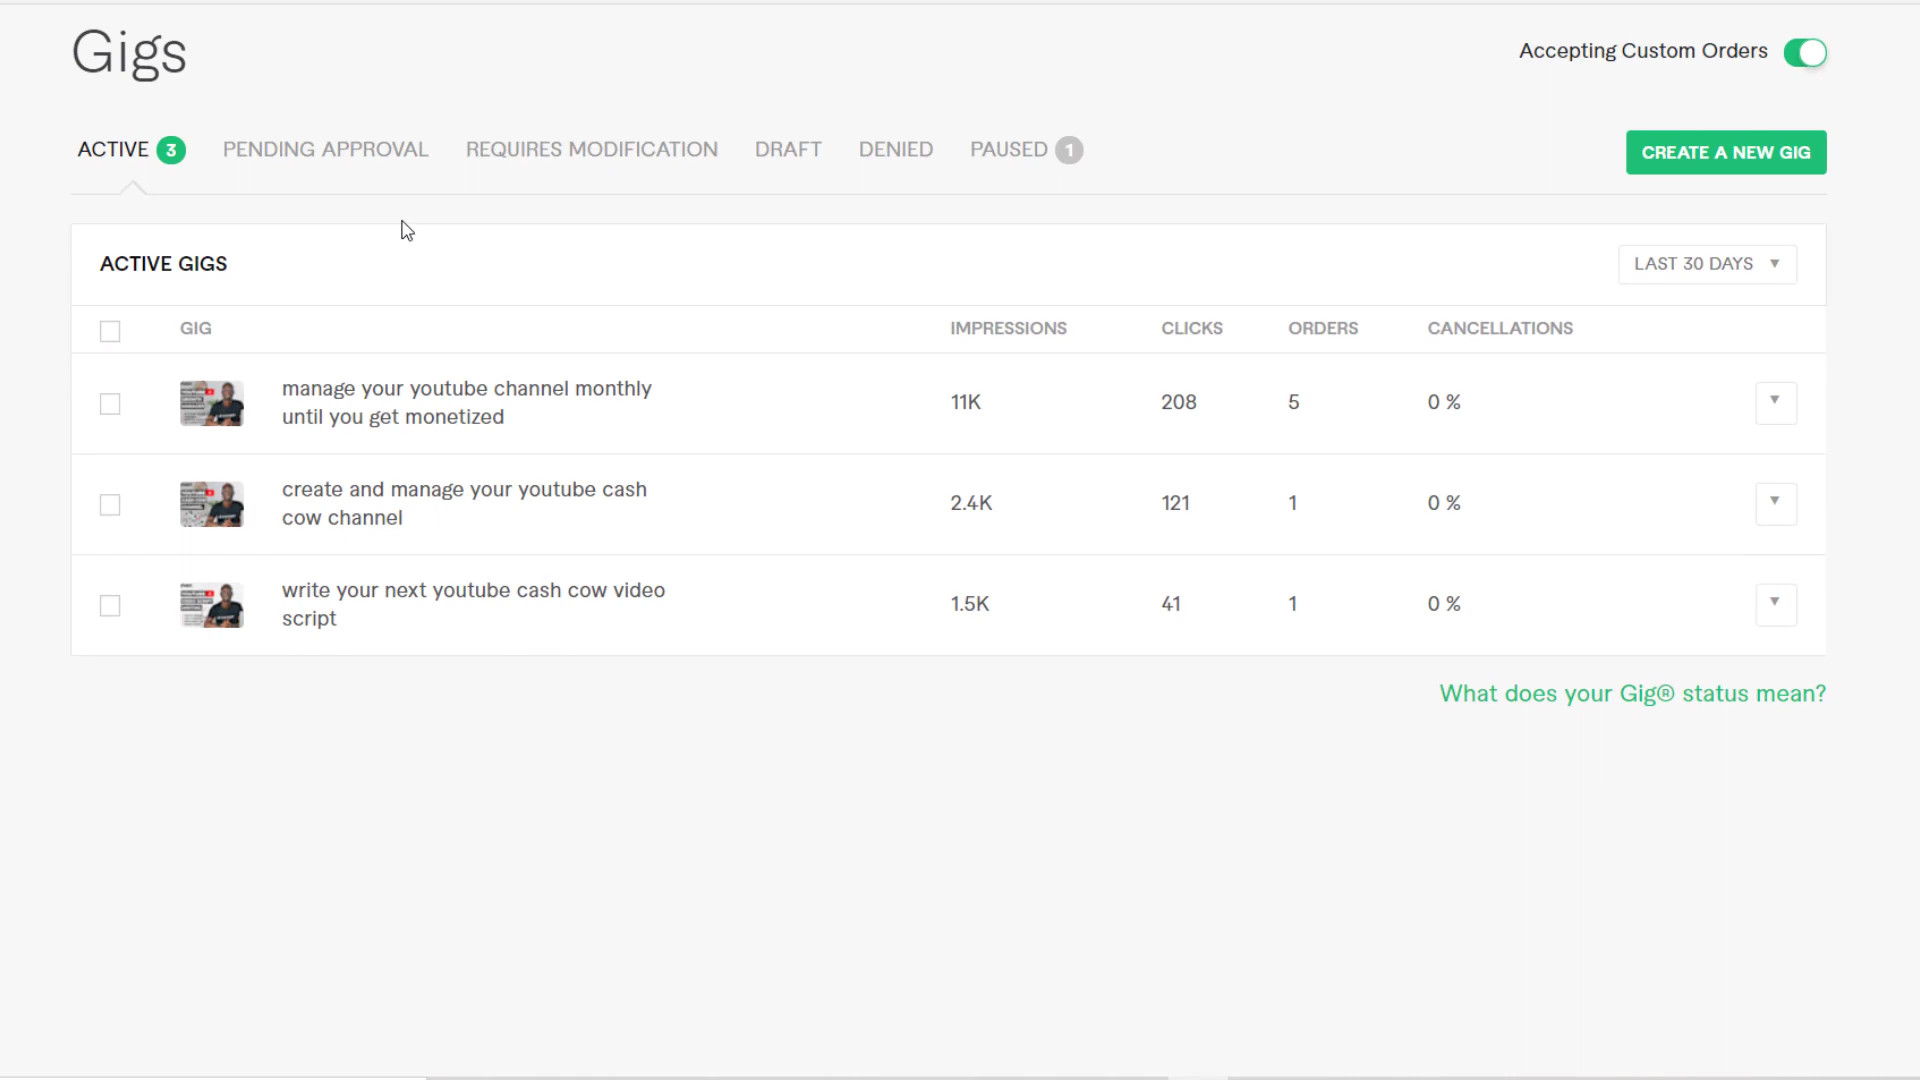 Gigs
Accepting Custom Orders
ACTIVE 3 PENDING APPROVAL REQUIRES MODIFICATION DRAFT DENIED PAUSED 1
CREATE A NEW GIG
ACTIVE GIGS
LAST 30 DAYS
GIG IMPRESSIONS CLICKS ORDERS CANCELLATIONS
manage your youtube channel monthly
until you get monetized
11K 208 5 0 %
create and manage your youtube cash
cow channel
2.4K 121 1 0 %
write your next youtube cash cow video
script
1.5K 41 1 0 %
What does your Gig® status mean?